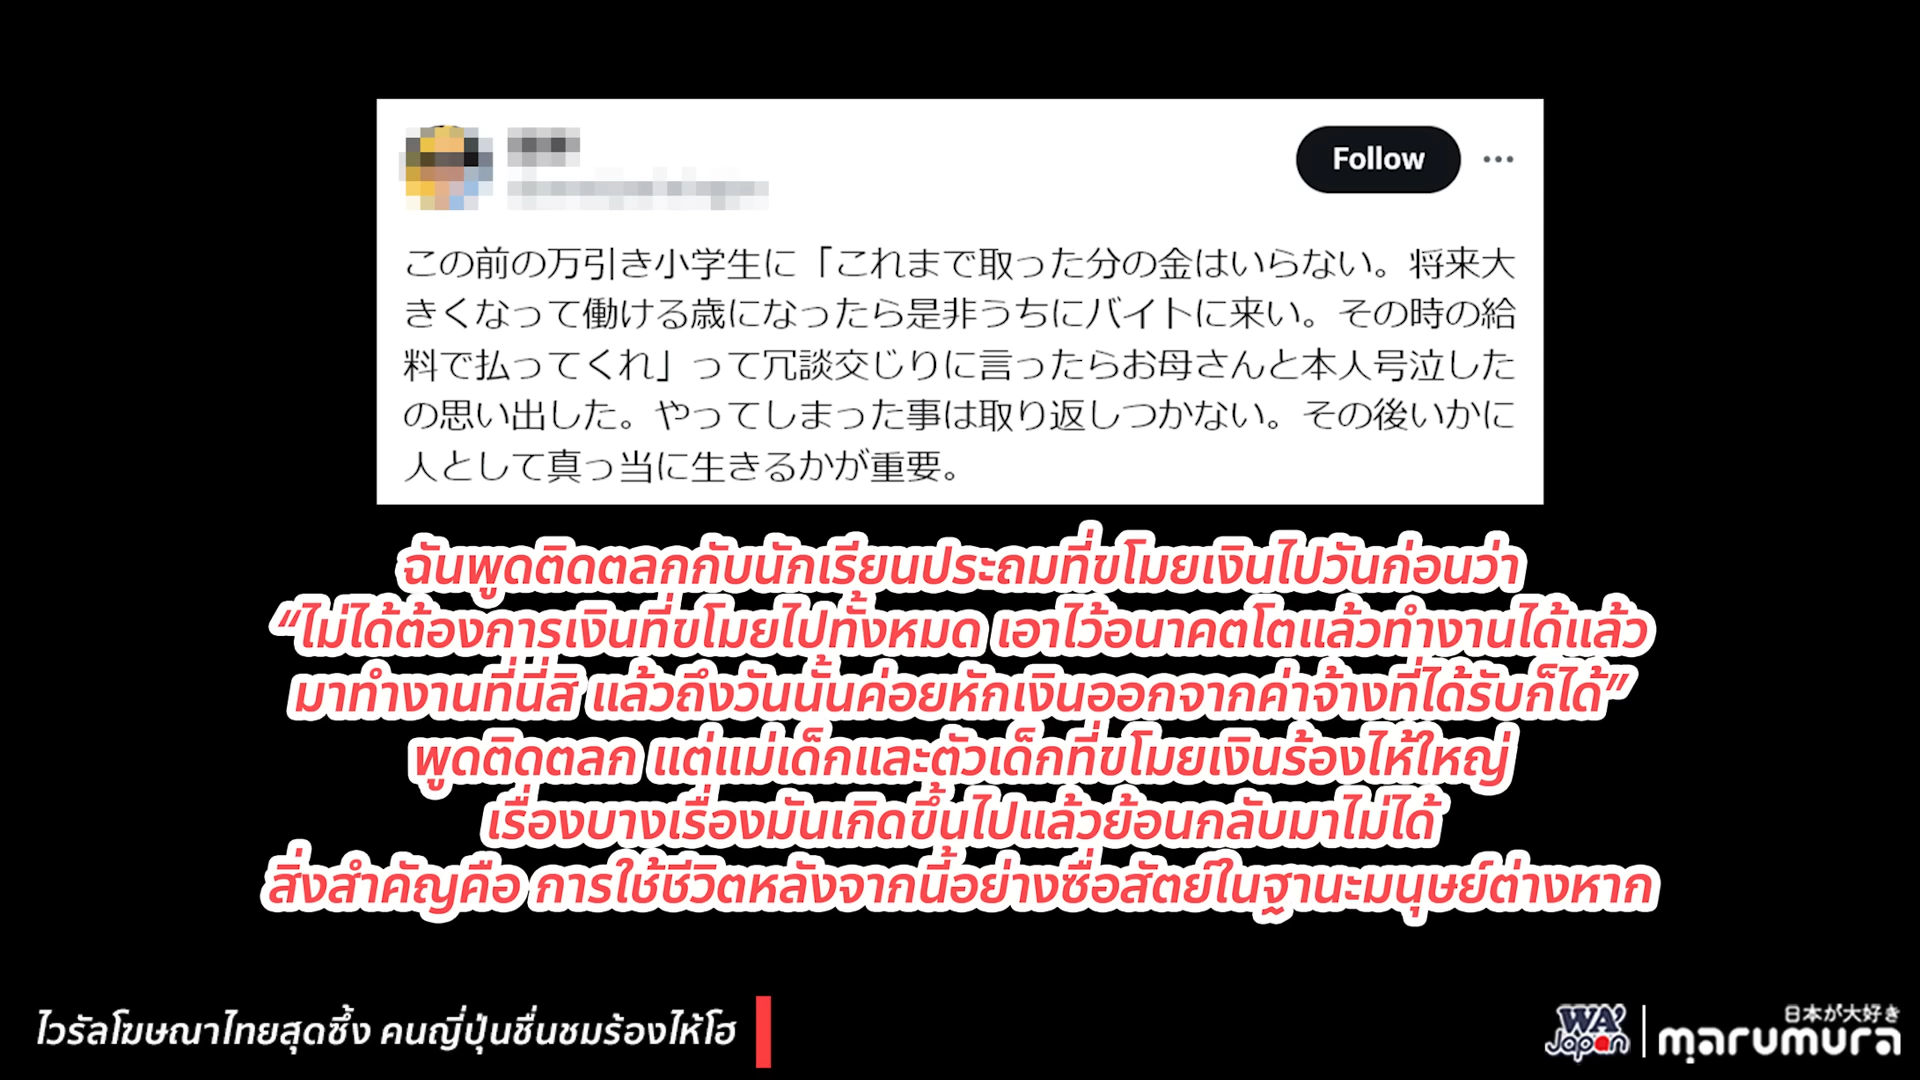 Follow
この前の万引き小学生に「これまで取った分の金はいらない。将来大
きくなって働ける歳になったら是非うちにバイトに来い。その時の給
料で払ってくれ」って冗談交じりに言ったらお母さんと本人号泣した
の思い出した。やってしまった事は取り返しつかない。その後いかに
人として真っ当に生きるかが重要。
ฉันพูดติดตลกกับนักเรียนประถมที่ขโมยเงินไปวันก่อนว่า
“ไม่ได้ต้องการเงินที่ขโมยไปทั้งหมด เอาไว้อนาคตโตแล้วทำงานได้แล้ว
มาทำงานที่นี่สิ แล้วถึงวันนั้นค่อยหักเงินออกจากค่าจ้างที่ได้รับก็ได้”
พูดติดตลก แต่แม่เด็กและตัวเด็กที่ขโมยเงินร้องไห้ใหญ่
เรื่องบางเรื่องมันเกิดขึ้นไปแล้วย้อนกลับมาไม่ได้
สิ่งสำคัญคือ การใช้ชีวิตหลังจากนี้อย่างซื่อสัตย์ในฐานะมนุษย์ต่างหาก
ไวรัลโฆษณาไทยสุดซึ้ง คนญี่ปุ่นชื่นชมร้องไห้โฮ
WA'
Japan
日本が大好き
marumura